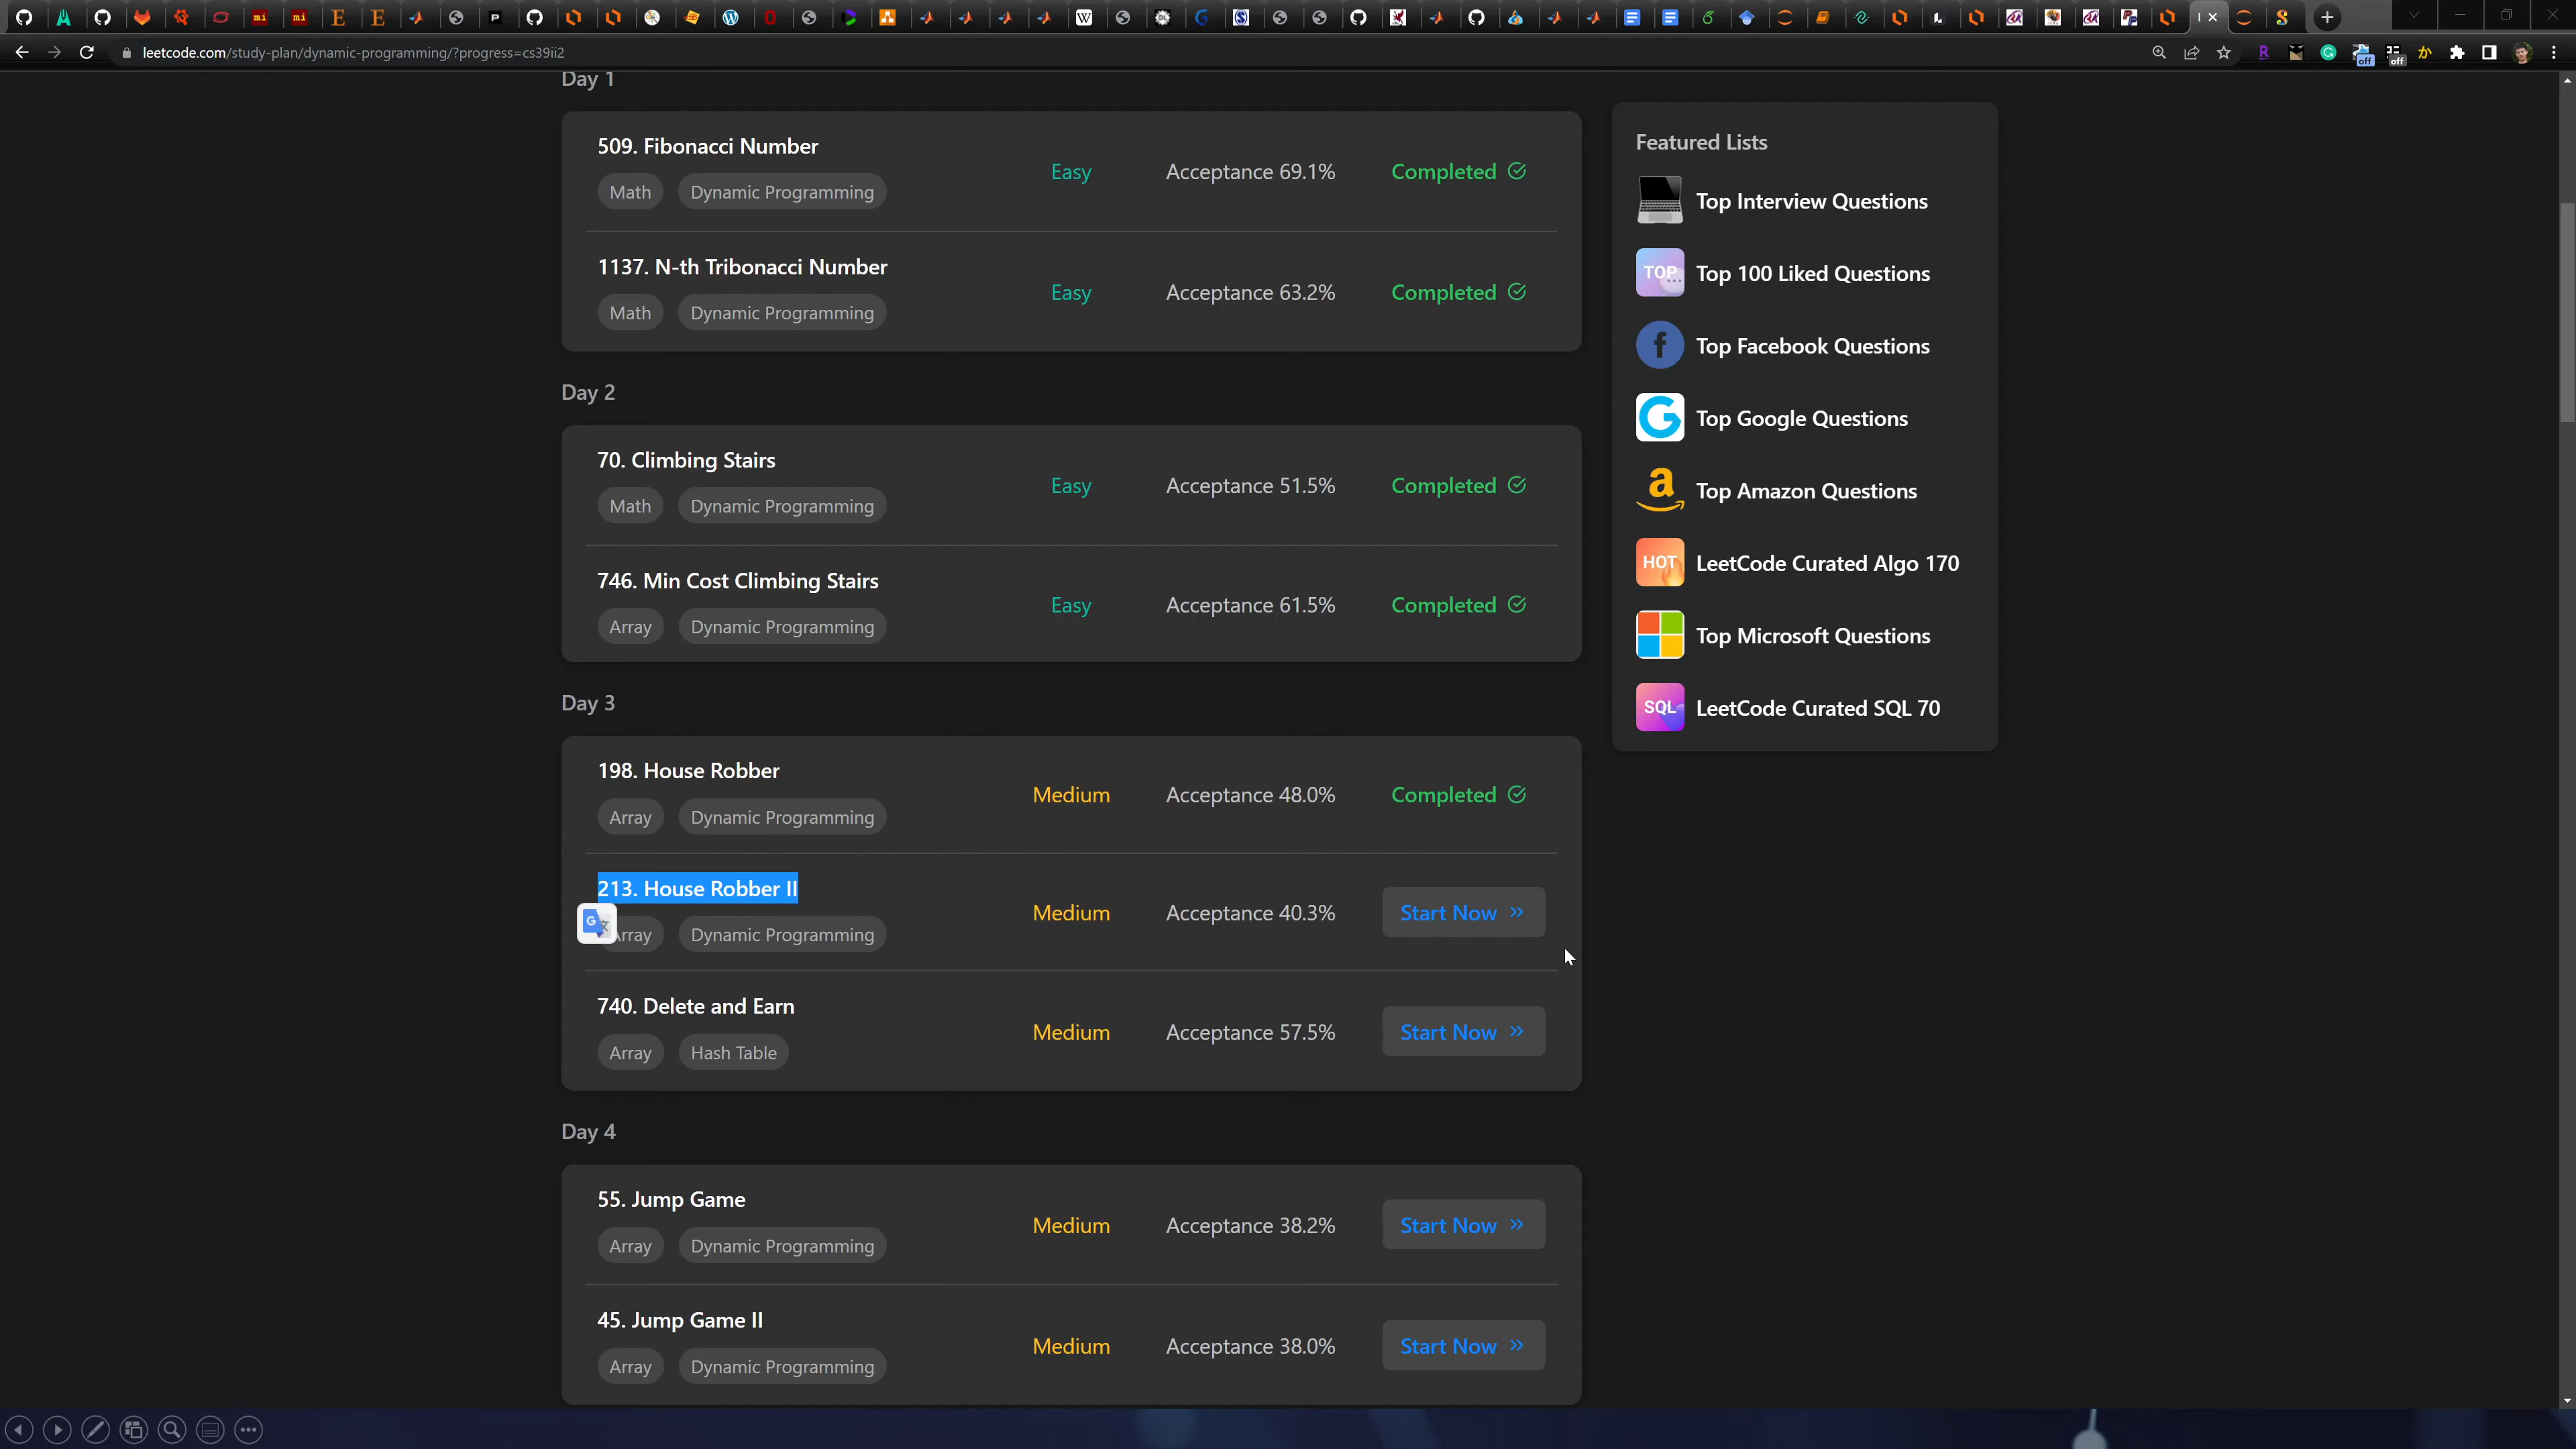 leetcode.com/study-plan/dynamic-programming/?progress=cs39ii2
off
off
Day 1
509. Fibonacci Number
Math Dynamic Programming
Easy Acceptance 69.1% Completed
1137. N-th Tribonacci Number
Math Dynamic Programming
Easy Acceptance 63.2% Completed
Day 2
70. Climbing Stairs
Math Dynamic Programming
Easy Acceptance 51.5% Completed
746. Min Cost Climbing Stairs
Array Dynamic Programming
Easy Acceptance 61.5% Completed
Day 3
198. House Robber
Array Dynamic Programming
Medium Acceptance 48.0% Completed
213. House Robber II
rray Dynamic Programming
Medium Acceptance 40.3% Start Now »
740. Delete and Earn
Array Hash Table
Medium Acceptance 57.5% Start Now »
Day 4
55. Jump Game
Array Dynamic Programming
Medium Acceptance 38.2% Start Now »
45. Jump Game II
Array Dynamic Programming
Medium Acceptance 38.0% Start Now »
Featured Lists
Top Interview Questions
TOP Top 100 Liked Questions
Top Facebook Questions
Top Google Questions
Top Amazon Questions
HOT LeetCode Curated Algo 170
Top Microsoft Questions
SQL LeetCode Curated SQL 70